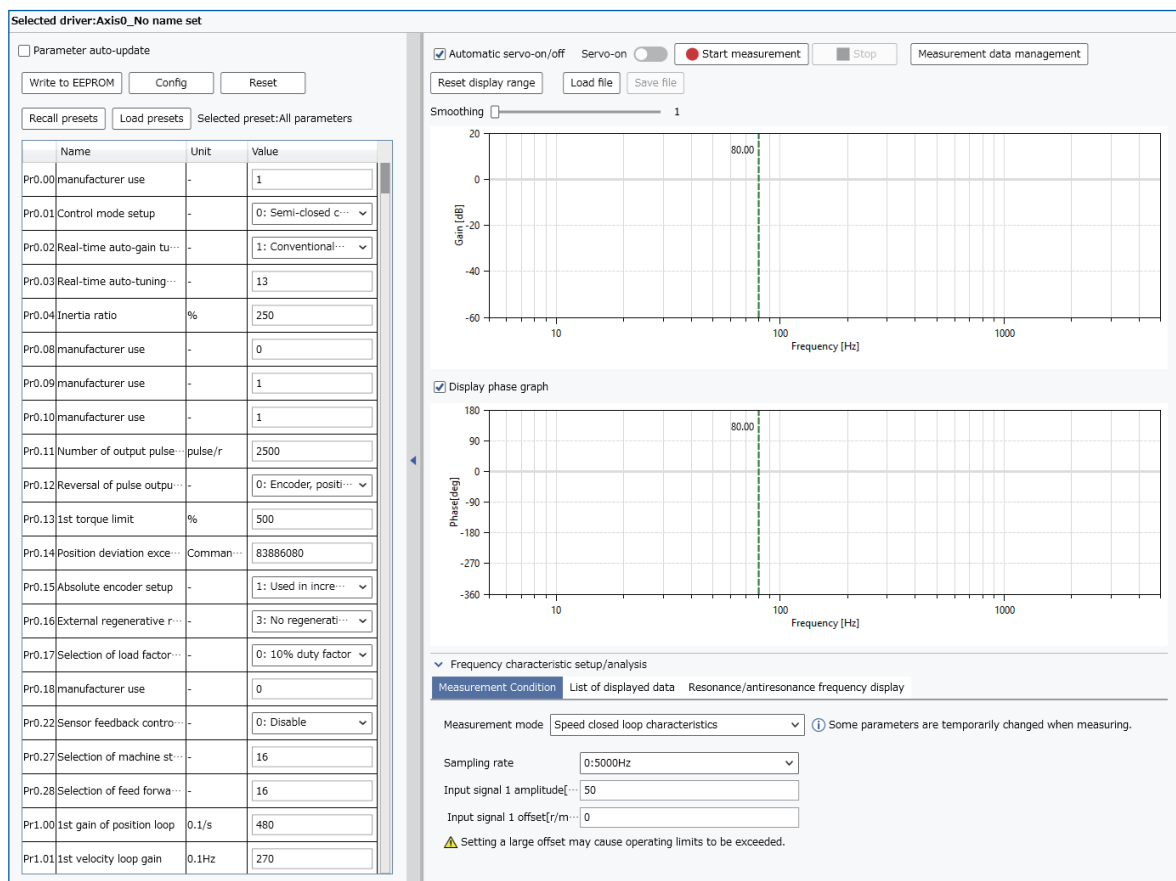 Selected driver:Axis0_No name set
Parameter auto-update
Write to EEPROM Config Reset
Recall presets Load presets Selected preset:All parameters
Name Unit Value
Pr0.00 manufacturer use - 1
Pr0.01 Control mode setup - 0: Semi-closed c···
Pr0.02 Real-time auto-gain tu··· - 1: Conventional···
Pr0.03 Real-time auto-tuning··· - 13
Pr0.04 Inertia ratio % 250
Pr0.08 manufacturer use - 0
Pr0.09 manufacturer use - 1
Pr0.10 manufacturer use - 1
Pr0.11 Number of output pulse··· pulse/r 2500
Pr0.12 Reversal of pulse outpu··· - 0: Encoder, positi···
Pr0.13 1st torque limit % 500
Pr0.14 Position deviation exce··· Comman··· 83886080
Pr0.15 Absolute encoder setup - 1: Used in incre···
Pr0.16 External regenerative r··· - 3: No regenerati···
Pr0.17 Selection of load factor··· - 0: 10% duty factor
Pr0.18 manufacturer use - 0
Pr0.22 Sensor feedback contro··· - 0: Disable
Pr0.27 Selection of machine st··· - 16
Pr0.28 Selection of feed forwa··· - 16
Pr1.00 1st gain of position loop 0.1/s 480
Pr1.01 1st velocity loop gain 0.1Hz 270
Automatic servo-on/off Servo-on Start measurement Stop Measurement data management
Reset display range Load file Save file
Smoothing 1
20
80.00
0
-20
-40
-60
Gain [dB]
10 100 1000
Frequency [Hz]
Display phase graph
180
80.00
90
0
-90
-180
-270
-360
Phase[deg]
10 100 1000
Frequency [Hz]
Frequency characteristic setup/analysis
Measurement Condition List of displayed data Resonance/antiresonance frequency display
Measurement mode Speed closed loop characteristics Some parameters are temporarily changed when measuring.
Sampling rate 0:5000Hz
Input signal 1 amplitude[··· 50
Input signal 1 offset[r/m··· 0
Setting a large offset may cause operating limits to be exceeded.